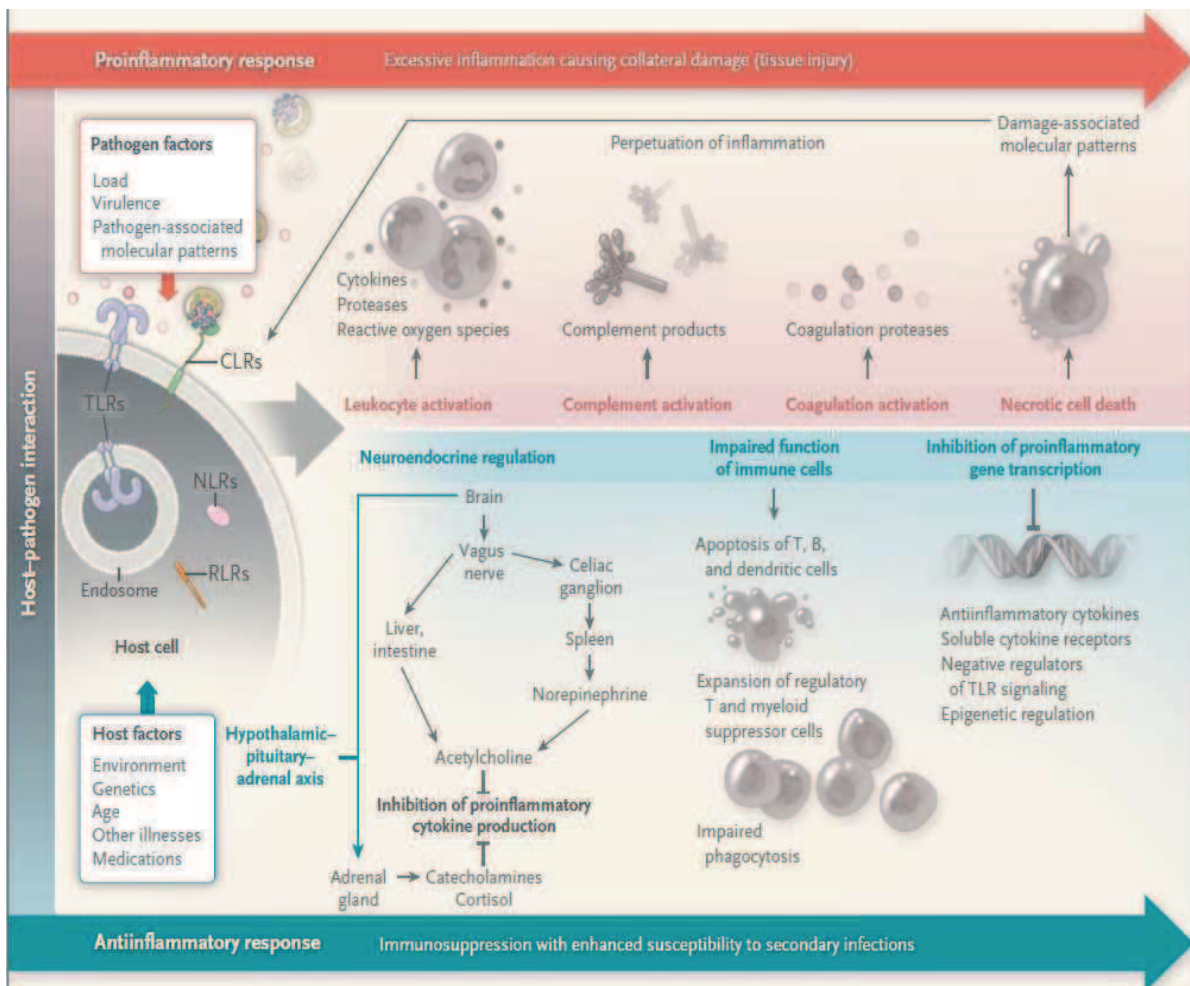 Proinflammatory response
Excessive inflammation causing collateral damage (tissue injury)
Host–pathogen interaction
Pathogen factors
Load
Virulence
Pathogen-associated
molecular patterns
TLRs
CLRs
NLRs
RLRs
Endosome
Host cell
Host factors
Environment
Genetics
Age
Other illnesses
Medications
Perpetuation of inflammation
Damage-associated
molecular patterns
Cytokines
Proteases
Reactive oxygen species
Complement products
Coagulation proteases
Leukocyte activation
Complement activation
Coagulation activation
Necrotic cell death
Neuroendocrine regulation
Brain
Vagus
nerve
Celiac
ganglion
Liver,
intestine
Spleen
Norepinephrine
Hypothalamic–
pituitary–
adrenal axis
Acetylcholine
Inhibition of proinflammatory
cytokine production
Adrenal
gland
Catecholamines
Cortisol
Impaired function
of immune cells
Apoptosis of T, B,
and dendritic cells
Expansion of regulatory
T and myeloid
suppressor cells
Impaired
phagocytosis
Inhibition of proinflammatory
gene transcription
Antiinflammatory cytokines
Soluble cytokine receptors
Negative regulators
of TLR signaling
Epigenetic regulation
Antiinflammatory response
Immunosuppression with enhanced susceptibility to secondary infections